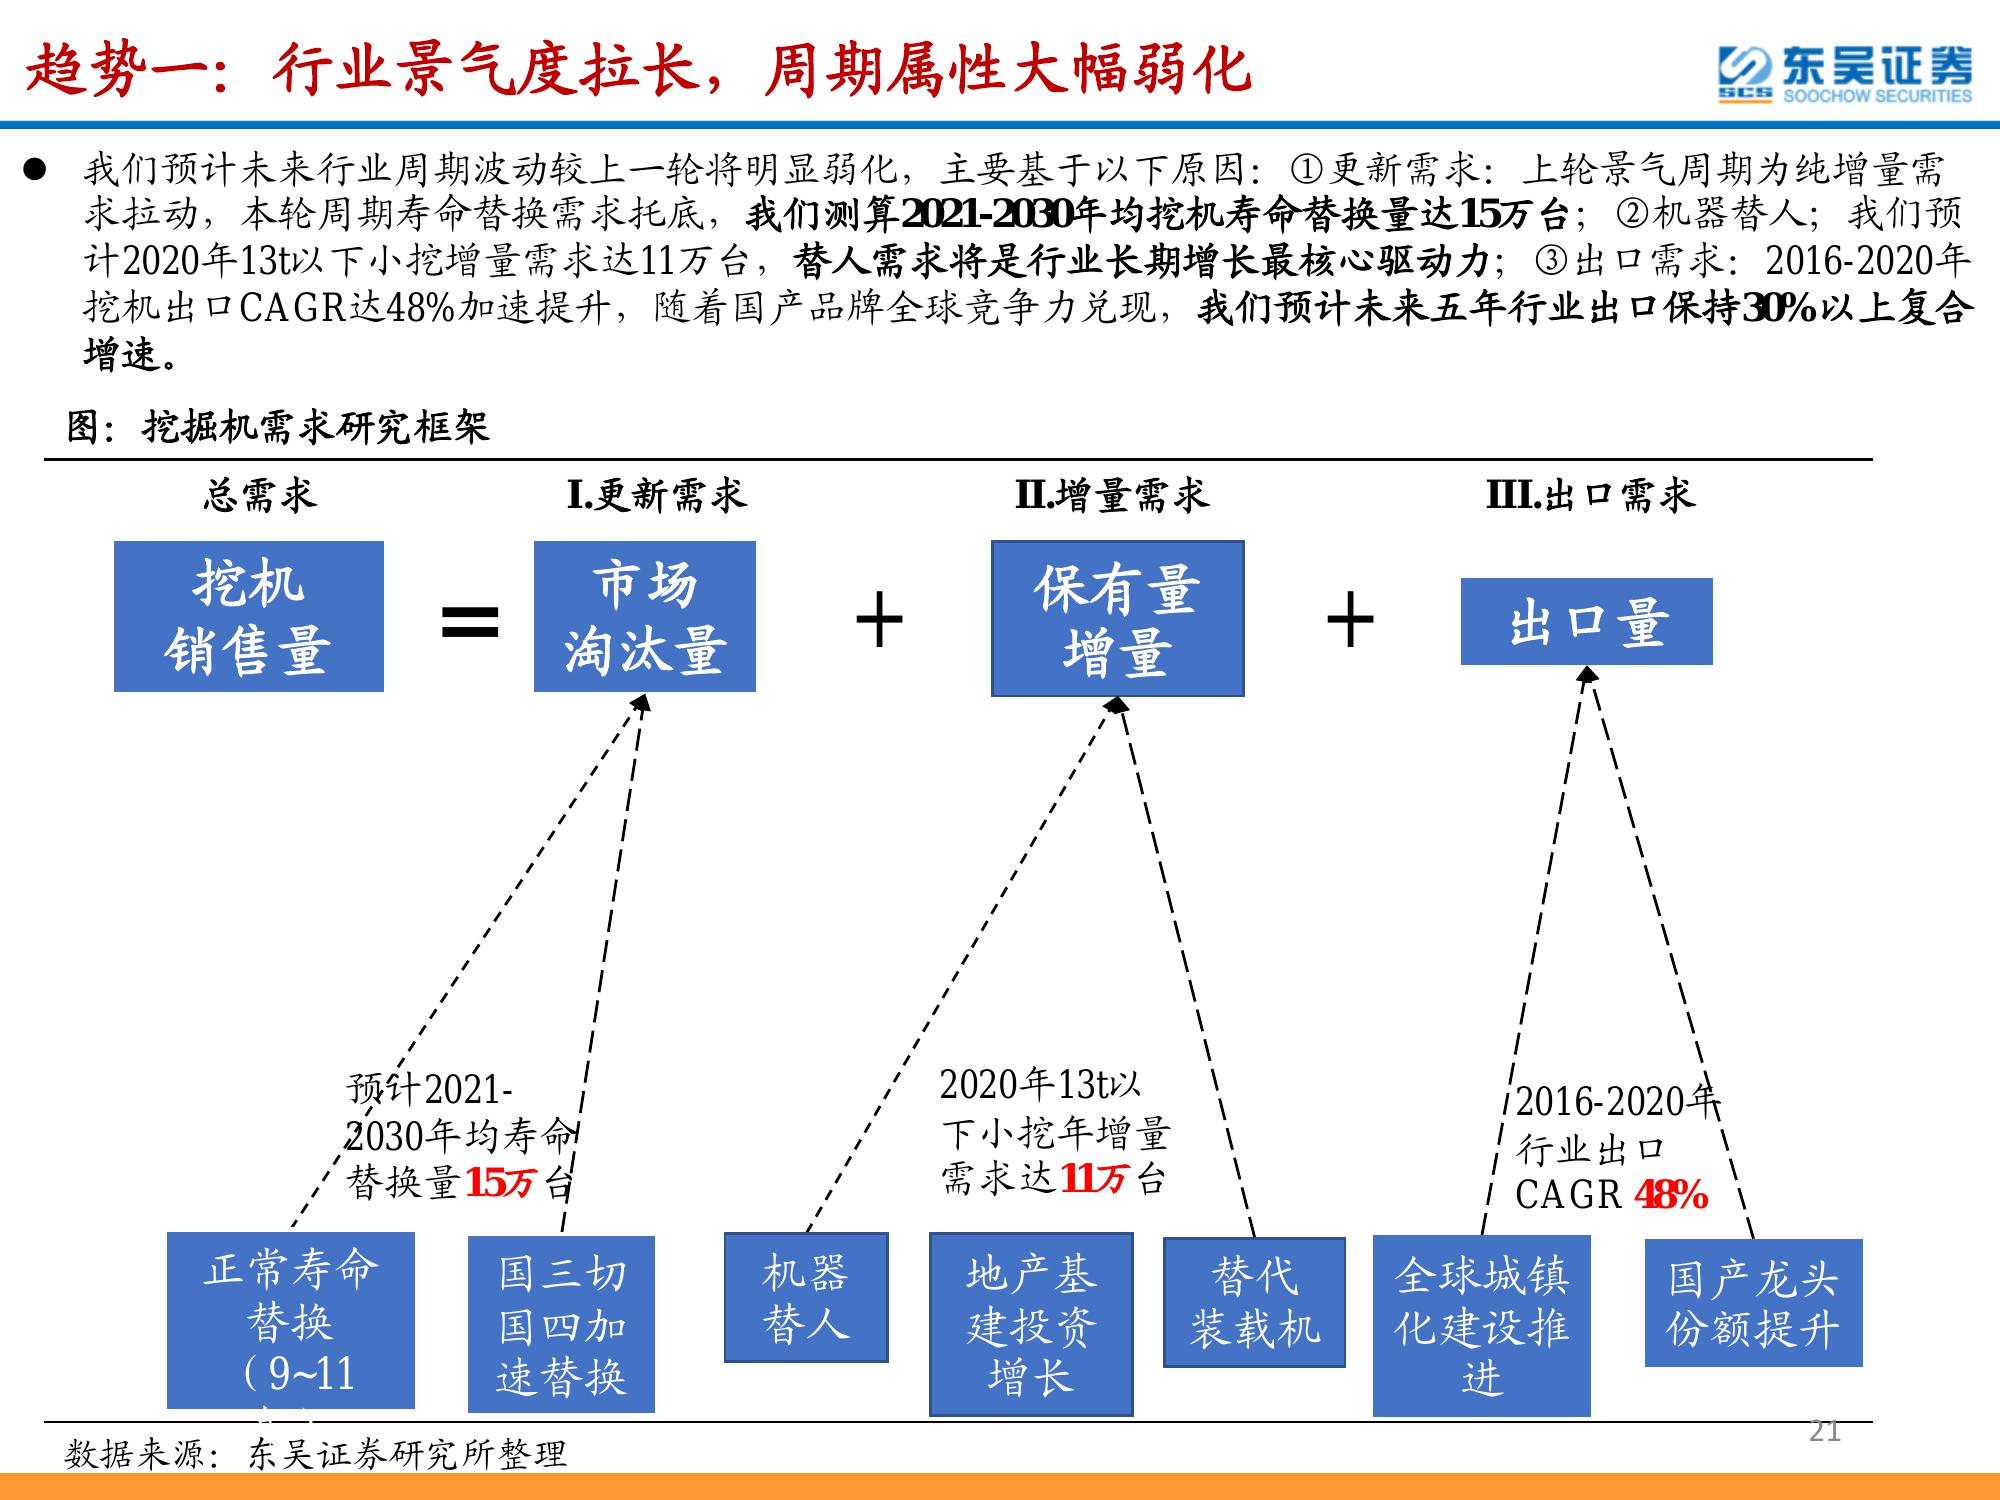 趋势一：行业景气度拉长，周期属性大幅弱化
东吴证券
SCS SOOCHOW SECURITIES
● 我们预计未来行业周期波动较上一轮将明显弱化，主要基于以下原因：①更新需求：上轮景气周期为纯增量需
求拉动，本轮周期寿命替换需求托底，我们测算2021-2030年均挖机寿命替换量达15万台；②机器替人；我们预
计2020年13t以下小挖增量需求达11万台，替人需求将是行业长期增长最核心驱动力；③出口需求：2016-2020年
挖机出口CAGR达48%加速提升，随着国产品牌全球竞争力兑现，我们预计未来五年行业出口保持30%以上复合
增速。
图：挖掘机需求研究框架
总需求 I.更新需求 II.增量需求 III.出口需求
挖机
销售量
=
市场
淘汰量
+
保有量
增量
+
出口量
预计2021-
2030年均寿命
替换量15万台
2020年13t以
下小挖年增量
需求达11万台
2016-2020年
行业出口
CAGR 48%
正常寿命
替换
（9~11
国三切
国四加
速替换
机器
替人
地产基
建投资
增长
替代
装载机
全球城镇
化建设推
进
国产龙头
份额提升
数据来源：东吴证券研究所整理
21